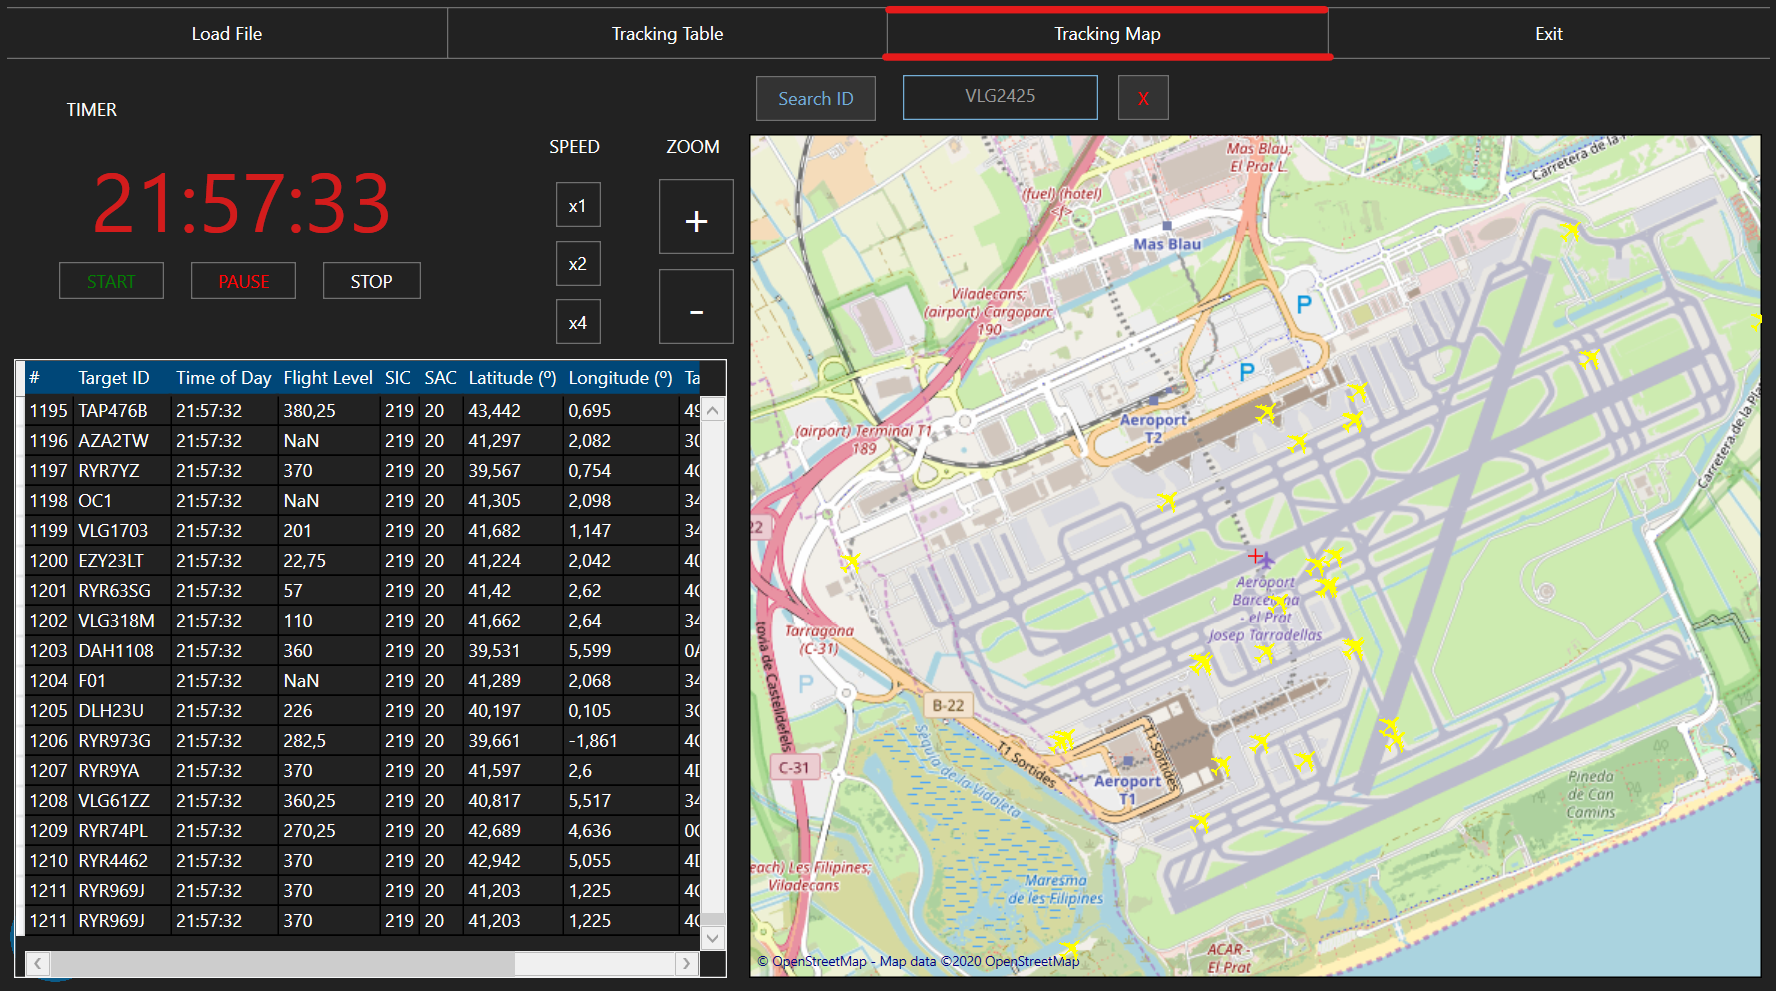 Load File
Tracking Table
Tracking Map
Exit
Search ID
VLG2425
X
TIMER
SPEED
ZOOM
21:57:33
x1
x2
x4
+
-
START
PAUSE
STOP
# Target ID Time of Day Flight Level SIC SAC Latitude (º) Longitude (º) Ta
1195 TAP476B 21:57:32 380,25 219 20 43,442 0,695 49
1196 AZA2TW 21:57:32 NaN 219 20 41,297 2,082 30
1197 RYR7YZ 21:57:32 370 219 20 39,567 0,754
1198 OC1 21:57:32 NaN 219 20 41,305 2,098 34
1199 VLG1703 21:57:32 201 219 20 41,682 1,147 34
1200 EZY23LT 21:57:32 22,75 219 20 41,224 2,042 40
1201 RYR63SG 21:57:32 57 219 20 41,42 2,62
1202 VLG318M 21:57:32 110 219 20 41,662 2,64 34
1203 DAH1108 21:57:32 360 219 20 39,531 5,599 0A
1204 F01 21:57:32 NaN 219 20 41,289 2,068 34
1205 DLH23U 21:57:32 226 219 20 40,197 0,105
1206 RYR973G 21:57:32 282,5 219 20 39,661 -1,861
1207 RYR9YA 21:57:32 370 219 20 41,597 2,6
1208 VLG61ZZ 21:57:32 360,25 219 20 40,817 5,517 34
1209 RYR74PL 21:57:32 270,25 219 20 42,689 4,636
1210 RYR4462 21:57:32 370 219 20 42,942 5,055
1211 RYR969J 21:57:32 370 219 20 41,203 1,225
1211 RYR969J 21:57:32 370 219 20 41,203 1,225
Mas Blau;
El Prat L.
Carretera de la
(fuel) (hotel)
Mas Blau
Viladecans;
(airport) Cargoparc
190
P
P
Aeroport
T2
(airport) Terminal T1
189
Carretera de la Pla
22
Aeroport
Barcelona
- el Prat
Josep Tarradellas
Tarragona
(C-31)
P
tovia de Castelldefels
B-22
T1 Sortides
T1 Sortides
Sèquia de la Vidaleta
C-31
Aeroport
T1
Pineda
de Can
Camins
each) Les Filipines;
Viladecans
Maresma
de les Filipines
ACAR -
El Prat
© OpenStreetMap - Map data ©2020 OpenStreetMap